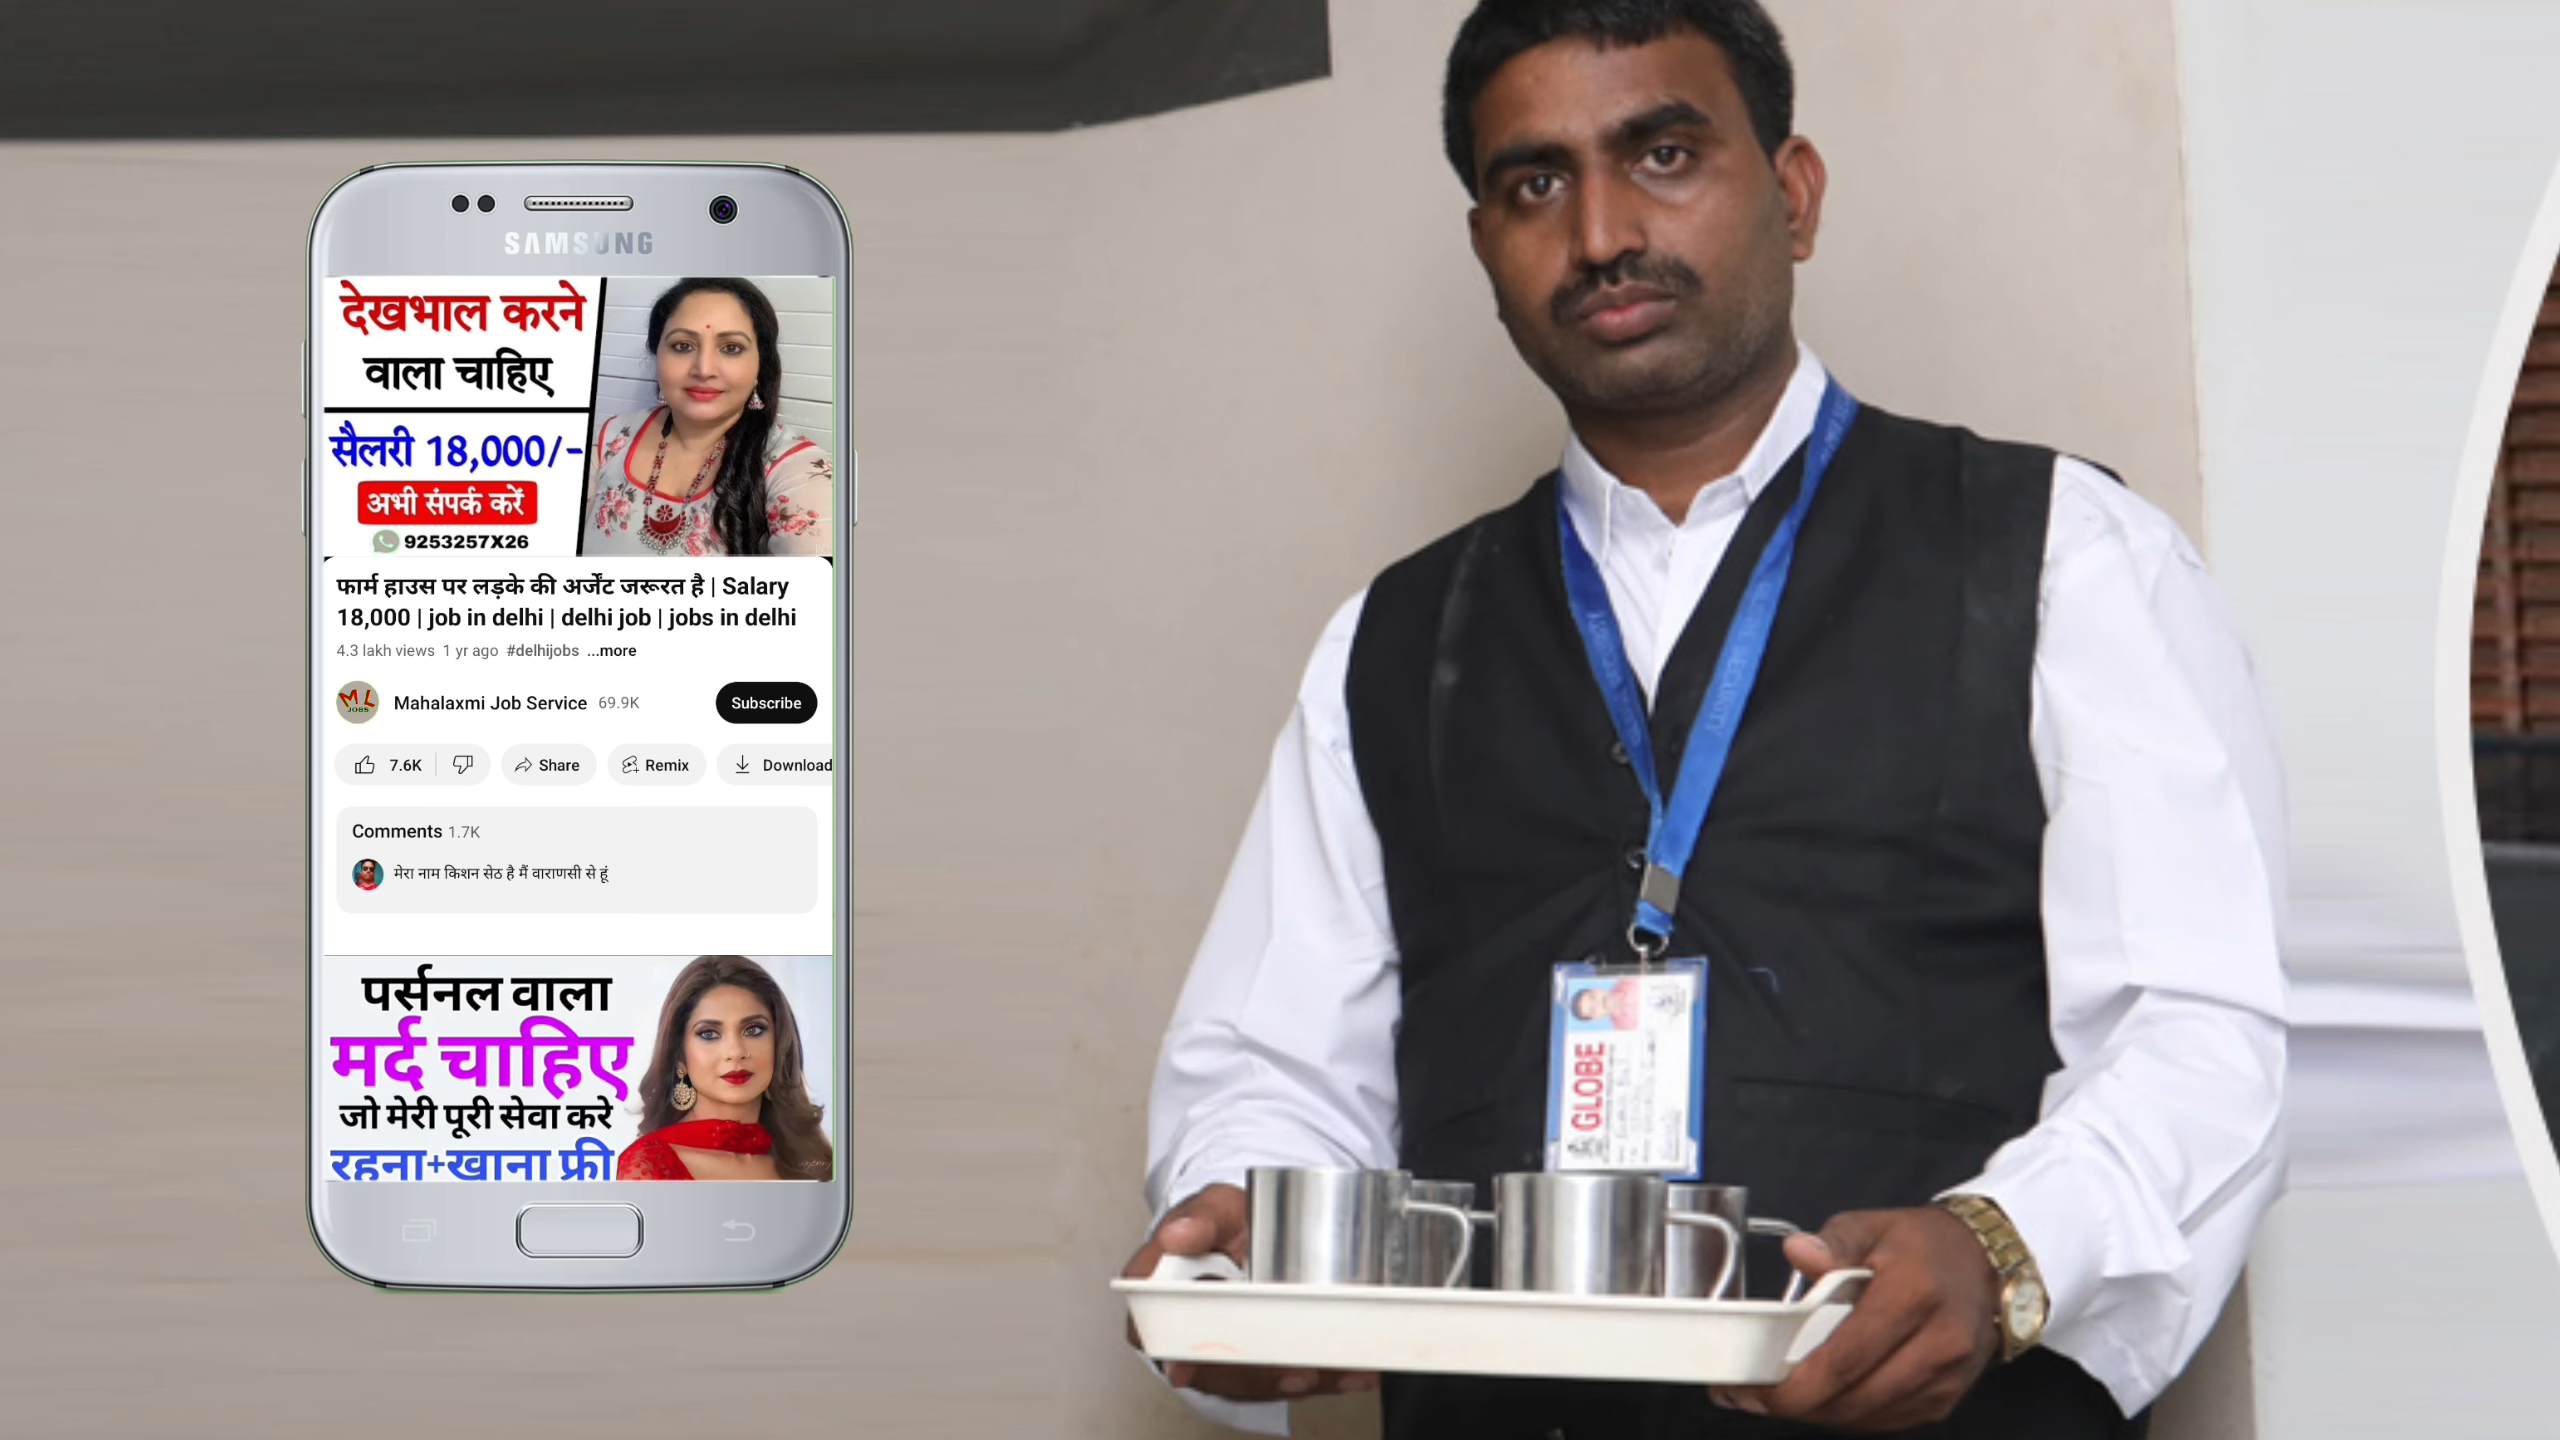 SAMSUNG
देखभाल करने
वाला चाहिए
सैलरी 18,000/-
अभी संपर्क करें
9253257X26
फार्म हाउस पर लड़के की अर्जेंट जरूरत है | Salary
18,000 | job in delhi | delhi job | jobs in delhi
4.3 lakh views 1 yr ago #delhijobs ...more
ML
JOBS
Mahalaxmi Job Service 69.9K
Subscribe
7.6K
Share
Remix
Download
Comments 1.7K
मेरा नाम किशन सेठ है मैं वाराणसी से हूं
पर्सनल वाला
मर्द चाहिए
जो मेरी पूरी सेवा करे
रहना+खाना फ्री
GLOBE